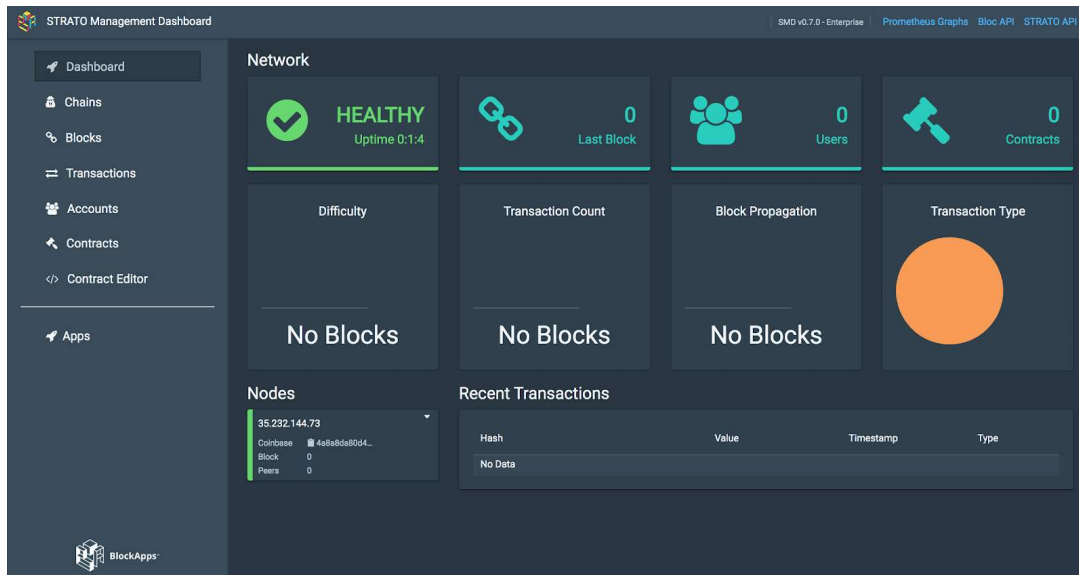 STRATO Management Dashboard
SMD v0.7.0 - Enterprise
Prometheus Graphs
Bloc API
STRATO API
Dashboard
Chains
Blocks
Transactions
Accounts
Contracts
Contract Editor
Apps
BlockApps
Network
HEALTHY
Uptime 0:1:4
0
Last Block
0
Users
0
Contracts
Difficulty
No Blocks
Transaction Count
No Blocks
Block Propagation
No Blocks
Transaction Type
Nodes
35.232.144.73
Coinbase 4a8a8da80d4...
Block 0
Peers 0
Recent Transactions
Hash Value Timestamp Type
No Data